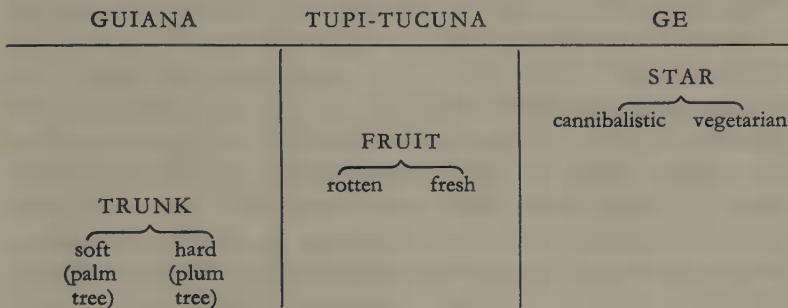 GUIANA TUPI-TUCUNA GE
STAR
cannibalistic vegetarian
FRUIT
rotten fresh
TRUNK
soft hard
(palm (plum
tree) tree)